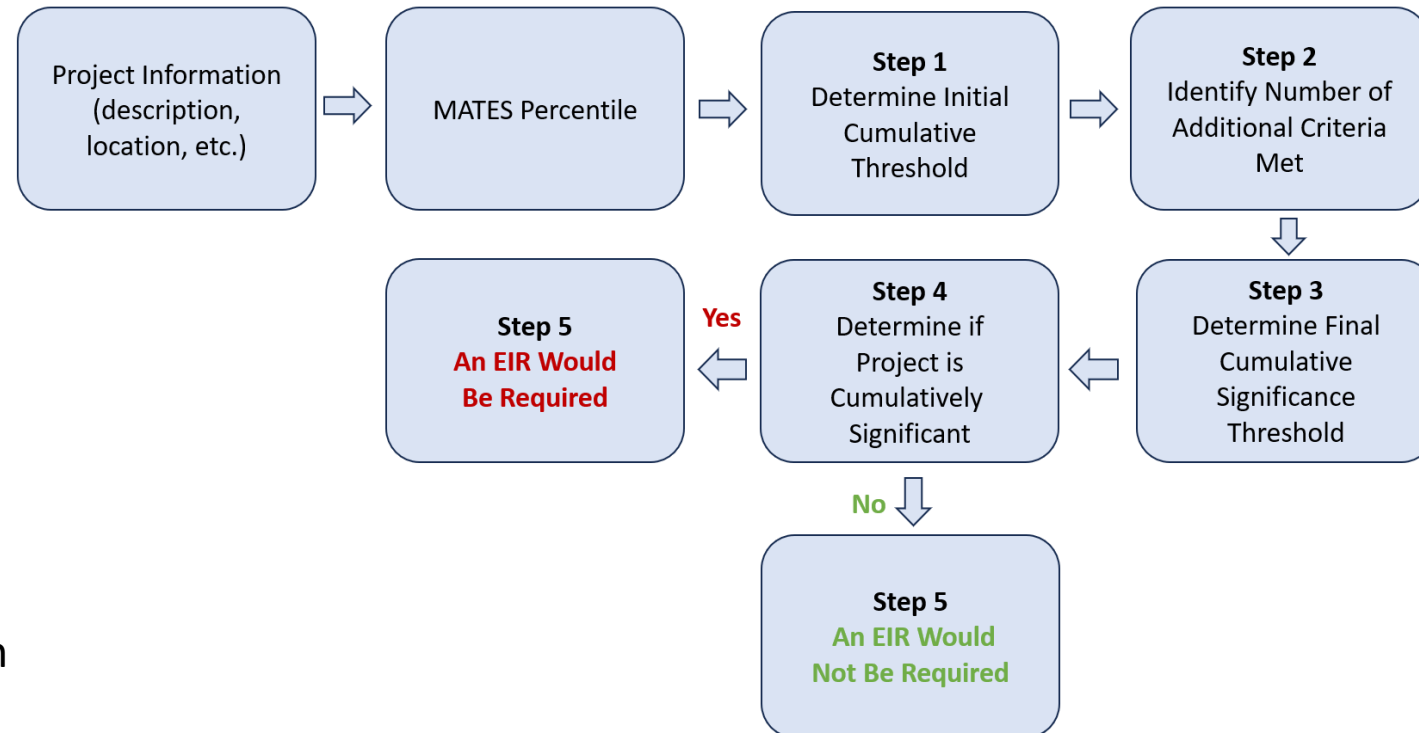 Project Information
(description,
location, etc.)
MATES Percentile
Step 1
Determine Initial
Cumulative
Threshold
Step 2
Identify Number of
Additional Criteria
Met
Step 3
Determine Final
Cumulative
Significance
Threshold
Step 4
Determine if
Project is
Cumulatively
Significant
Yes
Step 5
An EIR Would
Be Required
No
Step 5
An EIR Would
Not Be Required